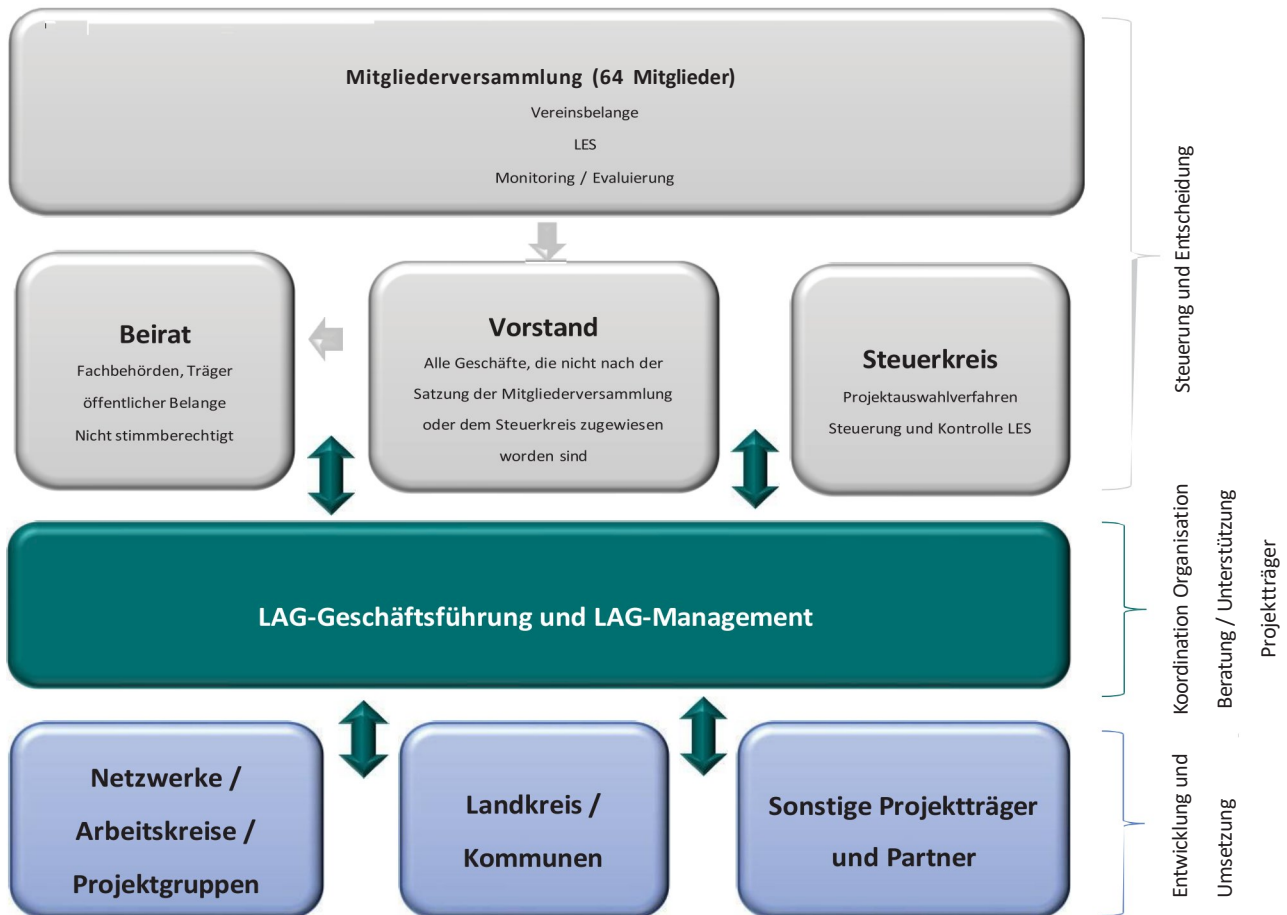 Mitgliederversammlung (64 Mitglieder)
Vereinsbelange
LES
Monitoring / Evaluierung
Beirat
Fachbehörden, Träger
öffentlicher Belange
Nicht stimmberechtigt
Vorstand
Alle Geschäfte, die nicht nach der
Satzung der Mitgliederversammlung
oder dem Steuerkreis zugewiesen
worden sind
Steuerkreis
Projektauswahlverfahren
Steuerung und Kontrolle LES
Steuerung und Entscheidung
LAG-Geschäftsführung und LAG-Management
Koordination Organisation
Beratung / Unterstützung
Projektträger
Netzwerke /
Arbeitskreise /
Projektgruppen
Landkreis /
Kommunen
Sonstige Projektträger
und Partner
Entwicklung und
Umsetzung